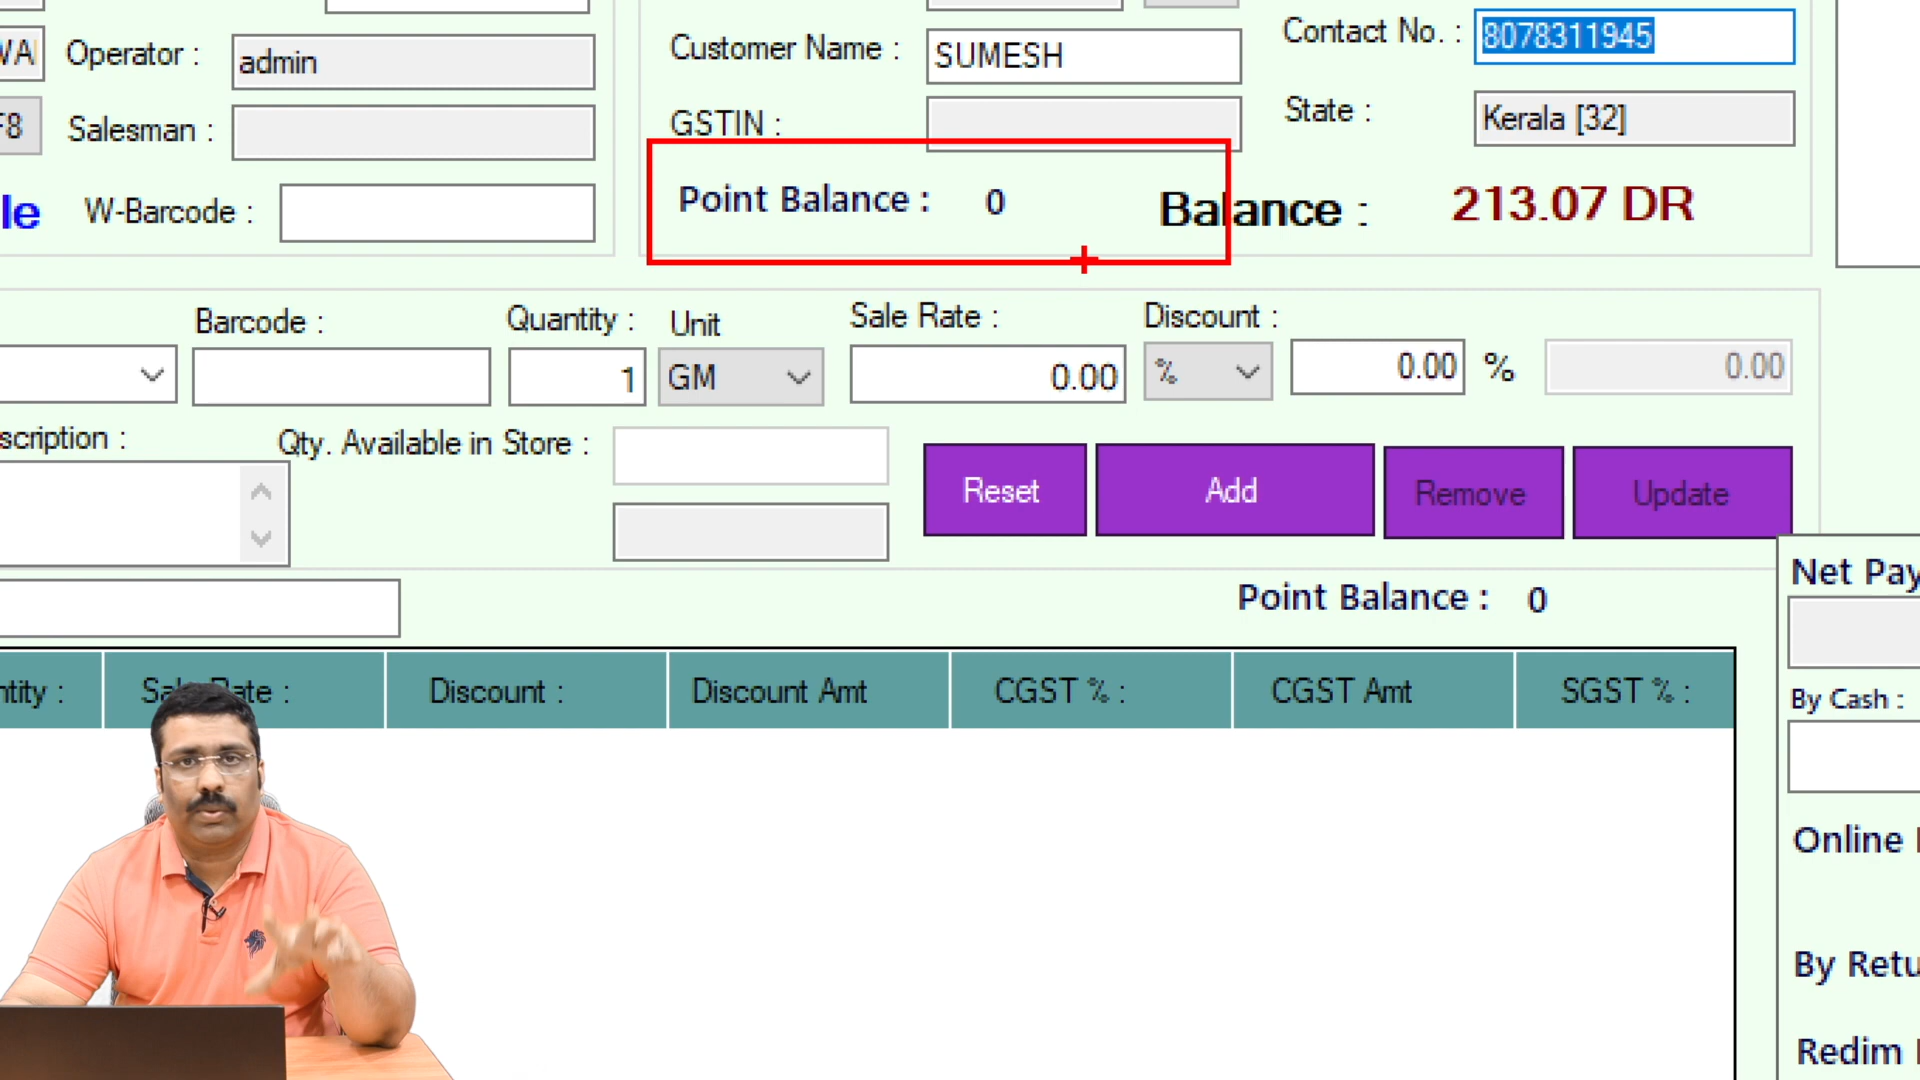 Customer Name :
SUMESH
Contact No. :
8078311945
Operator :
admin
GSTIN :
State :
Kerala [32]
F8
Salesman :
le
W-Barcode :
Point Balance :
0
Balance :
213.07 DR
Barcode :
Quantity :
1
Unit
GM
Sale Rate :
0.00
Discount :
%
0.00
%
0.00
scription :
Qty. Available in Store :
Reset
Add
Remove
Update
Point Balance :
0
Net Pay
ntity :
Discount :
Discount Amt
CGST % :
CGST Amt
SGST % :
By Cash :
Online
By Retu
Redim